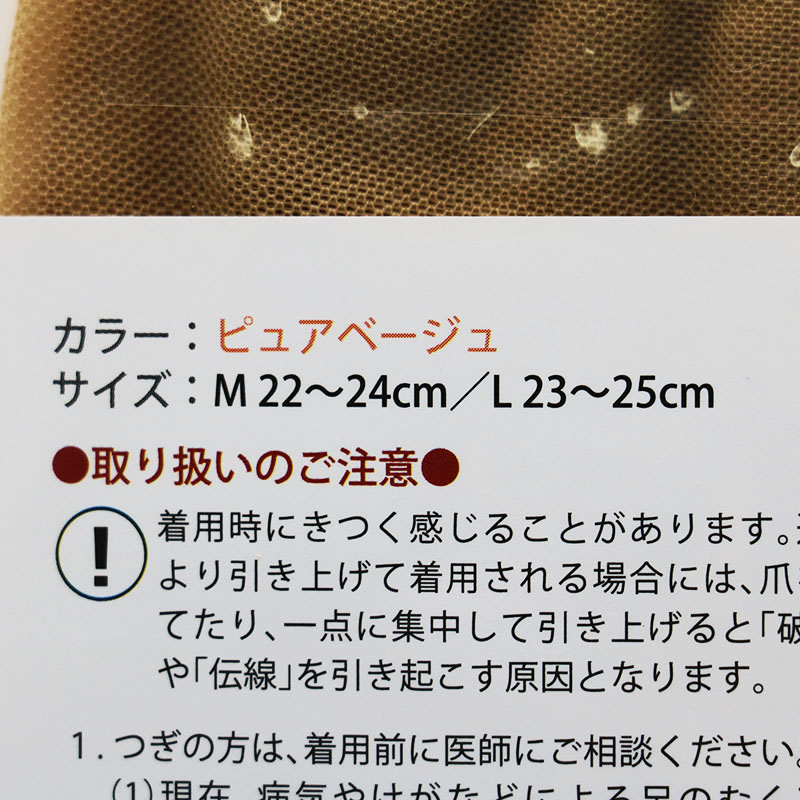 カラー：ピュアベージュ
サイズ：M 22～24cm／L 23～25cm
●取り扱いのご注意●
! 着用時にきつく感じることがあります。
より引き上げて着用される場合には、爪
てたり、一点に集中して引き上げると「破
や「伝線」を引き起こす原因となります。
1．つぎの方は、着用前に医師にご相談ください。
(1)現在、病気やけがなどによる足のむく